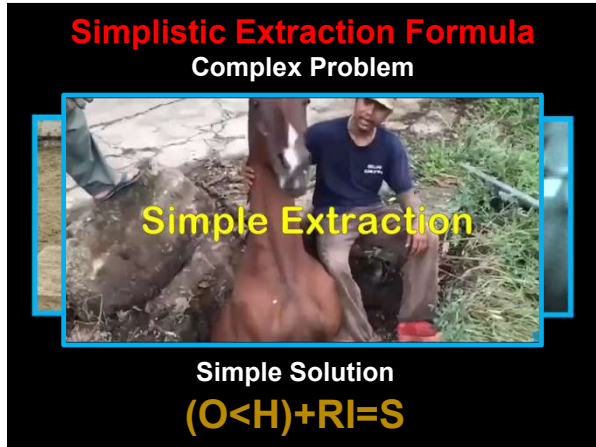 Simplistic Extraction Formula
Complex Problem
Simple Extraction
Simple Solution
(O<H)+RI=S